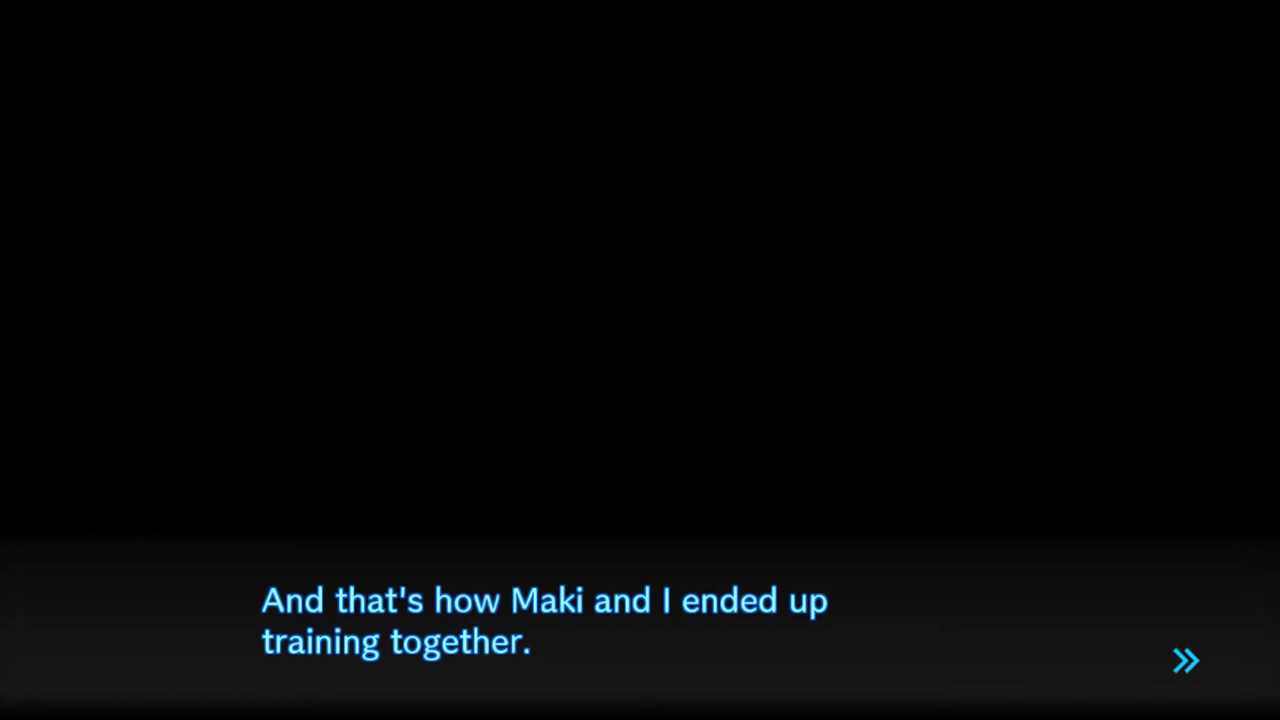 And that's how Maki and I ended up
training together.